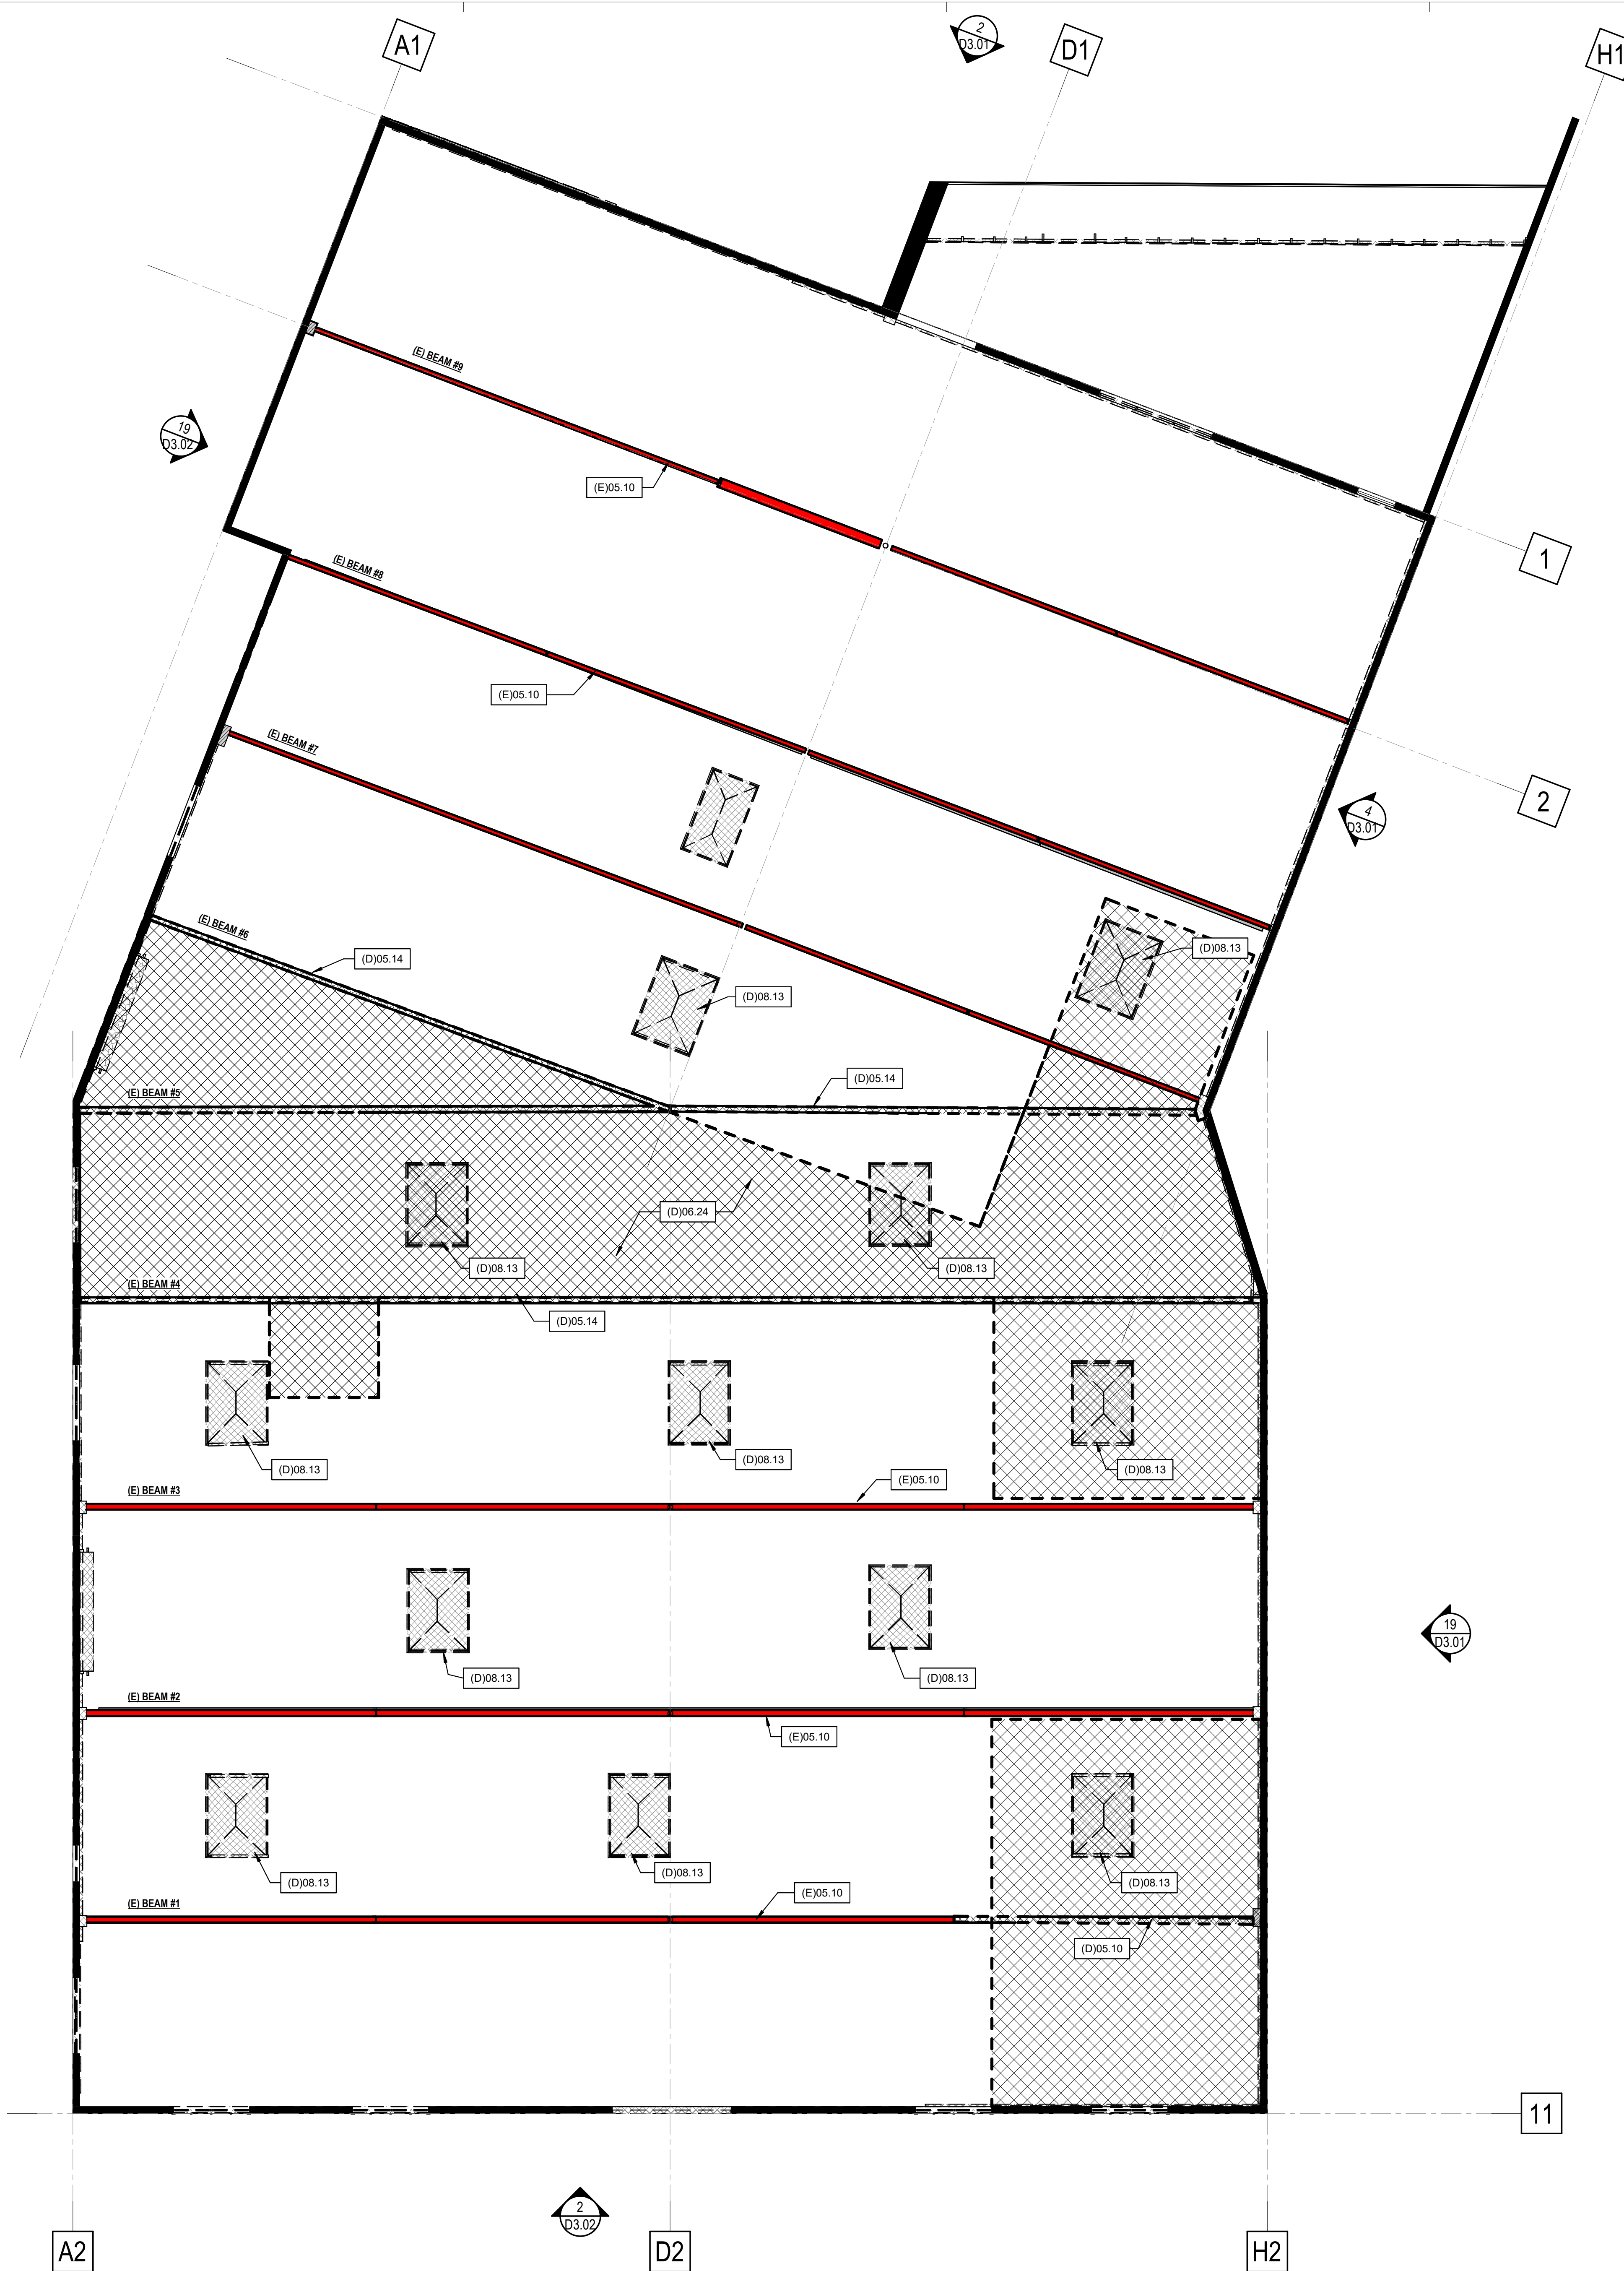 A1
2
D3.01
D1
H1
(E) BEAM #9
19
D3.02
(E)05.10
1
(E) BEAM #8
(E)05.10
(E) BEAM #7
2
4
D3.01
(E) BEAM #6
(D)08.13
(D)05.14
(D)08.13
(D)05.14
(E) BEAM #5
(D)06.24
(D)08.13
(D)08.13
(E) BEAM #4
(D)05.14
(D)08.13
(D)08.13
(D)08.13
(E)05.10
(E) BEAM #3
19
D3.01
(D)08.13
(D)08.13
(E) BEAM #2
(E)05.10
(D)08.13
(D)08.13
(D)08.13
(E)05.10
(E) BEAM #1
(D)05.10
11
2
D3.02
A2
D2
H2